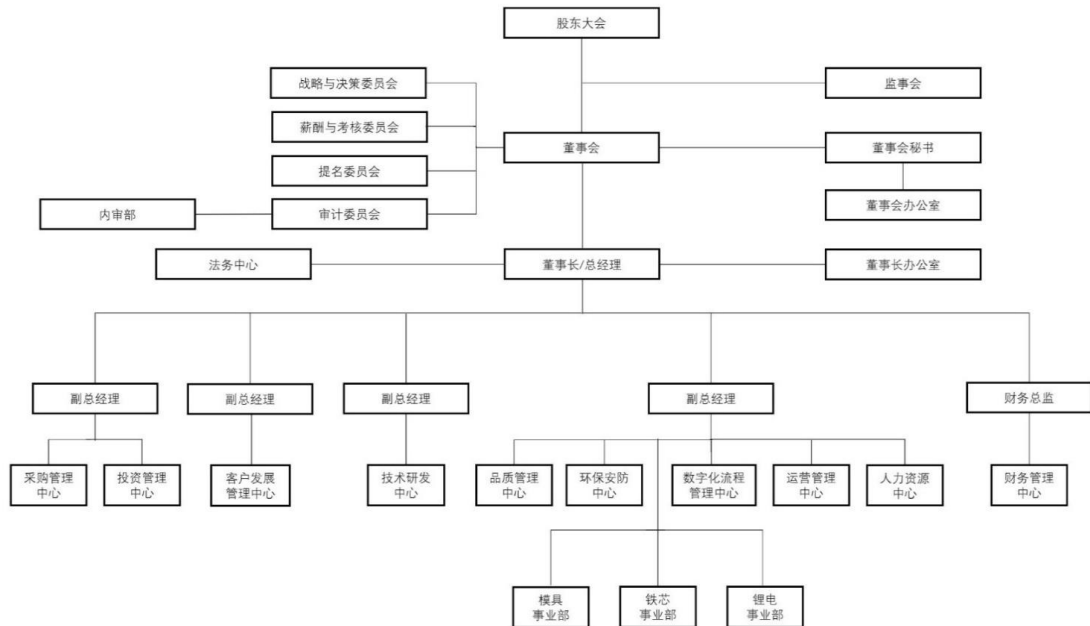 股东大会
战略与决策委员会
监事会
薪酬与考核委员会
董事会
董事会秘书
提名委员会
董事会办公室
内审部
审计委员会
法务中心
董事长/总经理
董事长办公室
副总经理
副总经理
副总经理
副总经理
财务总监
采购管理
中心
投资管理
中心
客户发展
管理中心
技术研发
中心
品质管理
中心
环保安防
中心
数字化流程
管理中心
运营管理
中心
人力资源
中心
财务管理
中心
模具
事业部
铁芯
事业部
锂电
事业部